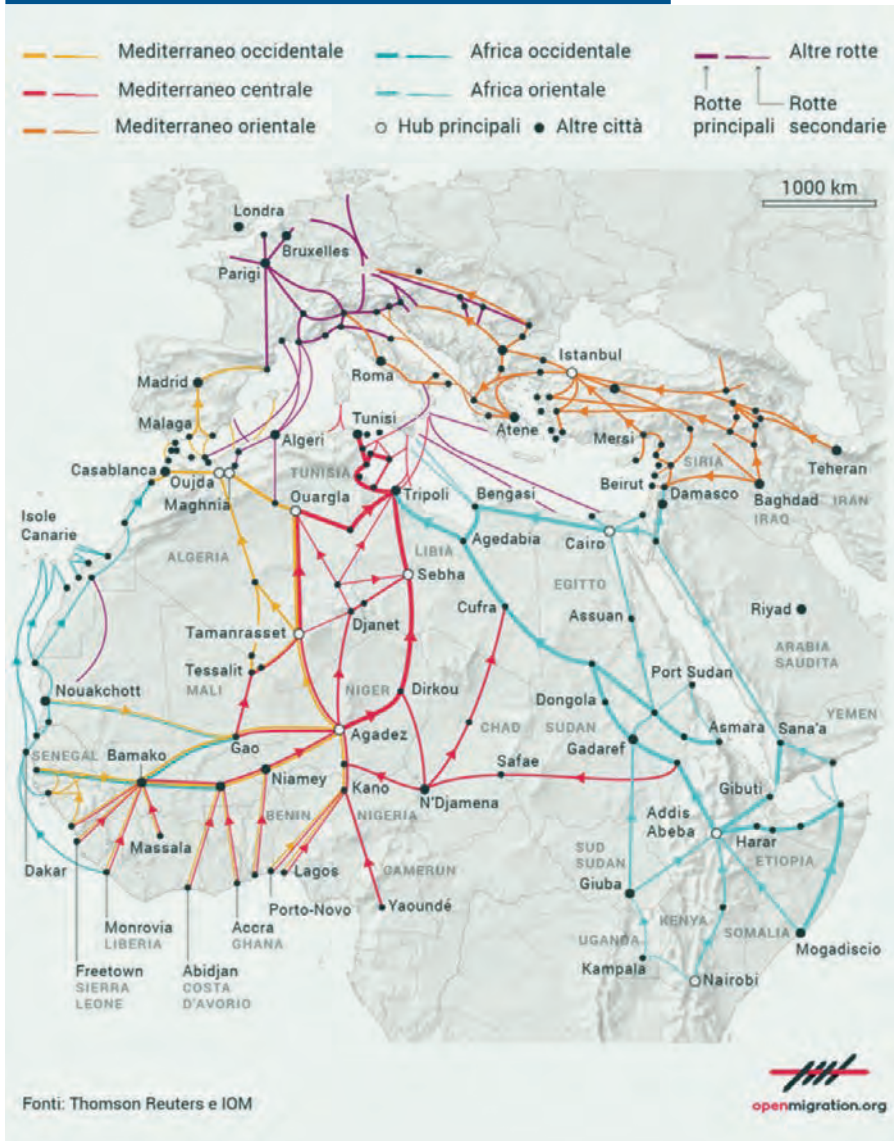 Mediterraneo occidentale
Africa occidentale
Altre rotte
Mediterraneo centrale
Africa orientale
Mediterraneo orientale
Hub principali
Altre città
Rotte
principali
Rotte
secondarie
1000 km
Londra
Bruxelles
Parigi
Istanbul
Madrid
Roma
Malaga
Tunisi
Algeri
Atene
Mersi
Teheran
Casablanca
TUNISIA
SIRIA
Oujda
Beirut
Maghnia
Ouargla
Tripoli
Bengasi
Damasco
Baghdad
IRAN
IRAQ
Isole
Canarie
Agedabia
LIBIA
Cairo
ALGERIA
Sebha
EGITTO
Cufra
Assuan
Riyad
Djanet
Tamanrasset
ARABIA
SAUDITA
Tessalit
Port Sudan
MALI
NIGER
Dirkou
Nouakchott
Dongola
YEMEN
CHAD
SUDAN
Asmara
Sana'a
Gao
Agadez
Gadaref
SENEGAL
Bamako
Safae
Niamey
Gibuti
Kano
N'Djamena
BENIN
NIGERIA
Addis
Abeba
Massala
Harar
SUD
SUDAN
ETIOPIA
Dakar
Lagos
CAMERUN
Giuba
Porto-Novo
Yaoundé
KENYA
Monrovia
LIBERIA
Accra
GHANA
SOMALIA
UGANDA
Mogadiscio
Kampala
Freetown
SIERRA
LEONE
Abidjan
COSTA
D'AVORIO
Nairobi
Fonti: Thomson Reuters e IOM
openmigration.org